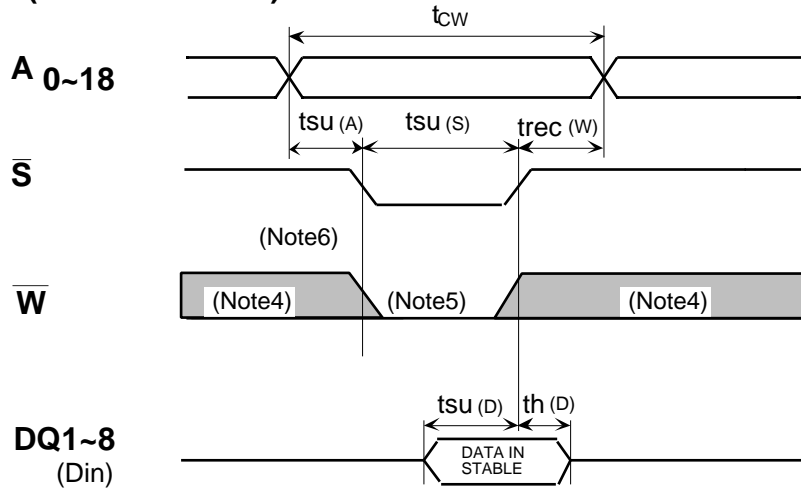 tCW
A 0~18
tsu (A) tsu (S) trec (W)
S̅
(Note6)
W̅
(Note4) (Note5) (Note4)
tsu (D) th (D)
DQ1~8
(Din)
DATA IN
STABLE